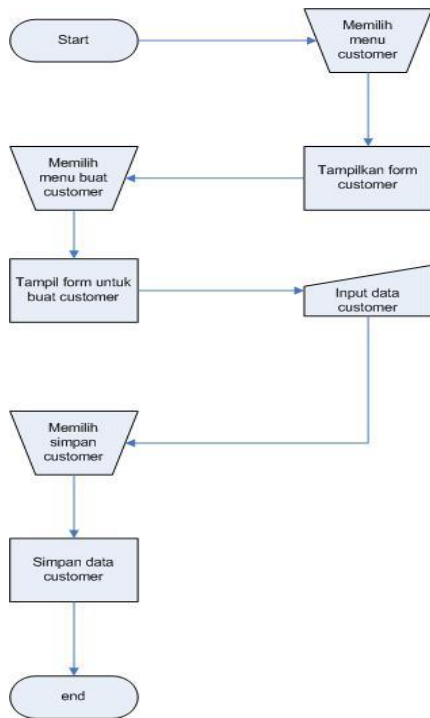 Start
Memilih
menu
customer
Tampilkan form
customer
Memilih
menu buat
customer
Tampil form untuk
buat customer
Input data
customer
Memilih
simpan
customer
Simpan data
customer
end